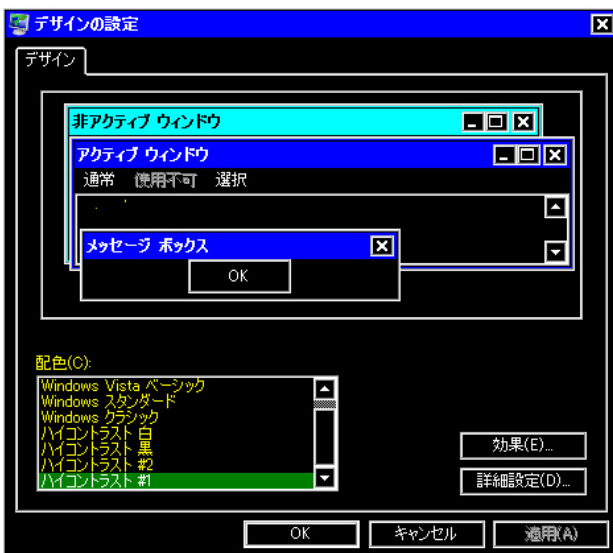 デザインの設定
デザイン
非アクティブ ウィンドウ
アクティブ ウィンドウ
通常 使用不可 選択
メッセージ ボックス
OK
配色(C):
Windows Vista ベーシック
Windows スタンダード
Windows クラシック
ハイコントラスト 白
ハイコントラスト 黒
ハイコントラスト #2
ハイコントラスト #1
効果(E)...
詳細設定(D)...
OK キャンセル 適用(A)